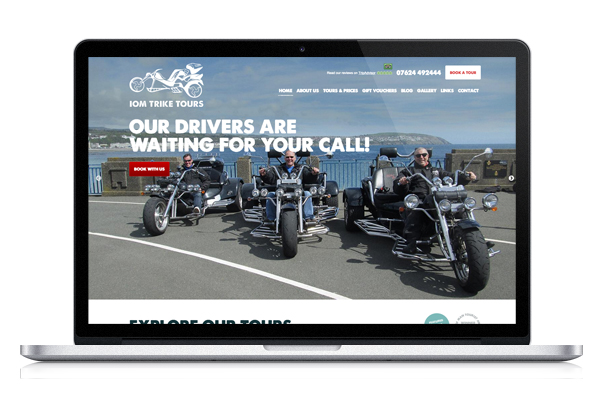 Read our reviews on Tripadvisor
07624 492444
BOOK A TOUR
IOM TRIKE TOURS
HOME ABOUT US TOURS & PRICES GIFT VOUCHERS BLOG GALLERY LINKS CONTACT
OUR DRIVERS ARE
WAITING FOR YOUR CALL!
BOOK WITH US
EXPLORE OUR TOURS